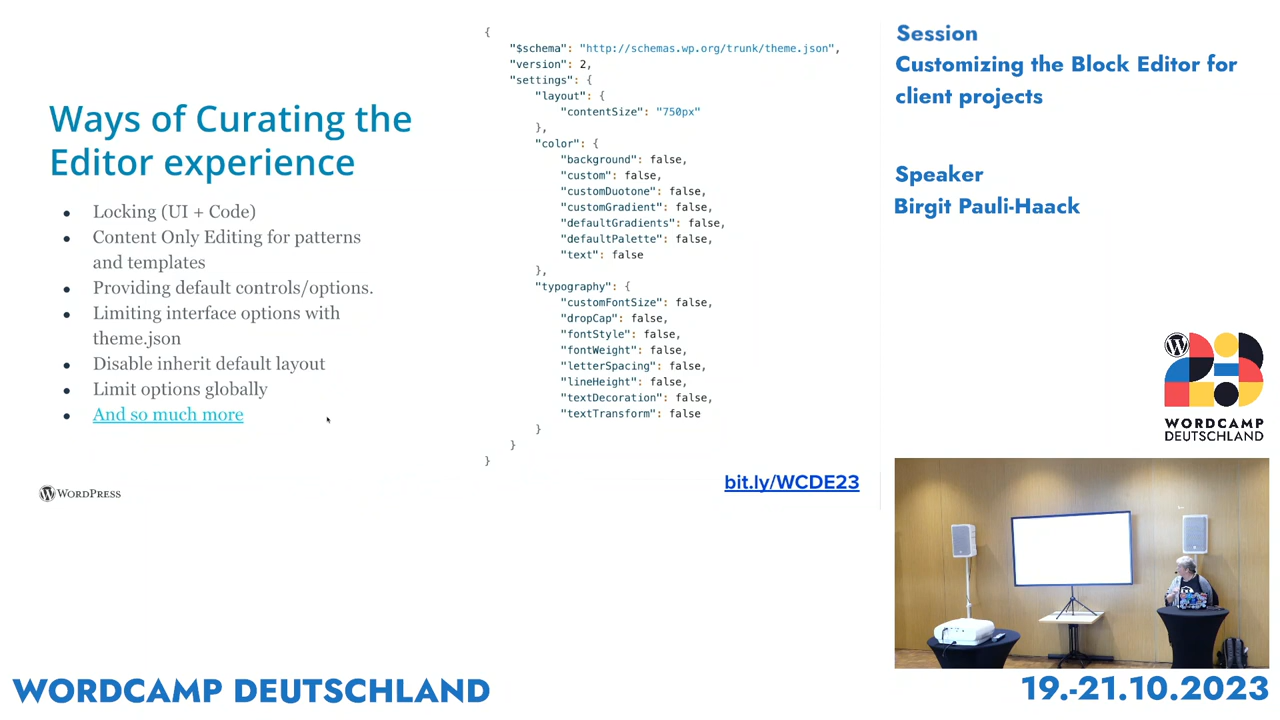 Ways of Curating the
Editor experience
● Locking (UI + Code)
● Content Only Editing for patterns
and templates
● Providing default controls/options.
● Limiting interface options with
theme.json
● Disable inherit default layout
● Limit options globally
● And so much more
WORDPRESS
{
    "$schema": "http://schemas.wp.org/trunk/theme.json",
    "version": 2,
    "settings": {
        "layout": {
            "contentSize": "750px"
        },
        "color": {
            "background": false,
            "custom": false,
            "customDuotone": false,
            "customGradient": false,
            "defaultGradients": false,
            "defaultPalette": false,
            "text": false
        },
        "typography": {
            "customFontSize": false,
            "dropCap": false,
            "fontStyle": false,
            "fontWeight": false,
            "letterSpacing": false,
            "lineHeight": false,
            "textDecoration": false,
            "textTransform": false
        }
    }
}
bit.ly/WCDE23
Session
Customizing the Block Editor for
client projects
Speaker
Birgit Pauli-Haack
WORDCAMP
DEUTSCHLAND
WORDCAMP DEUTSCHLAND
19.-21.10.2023